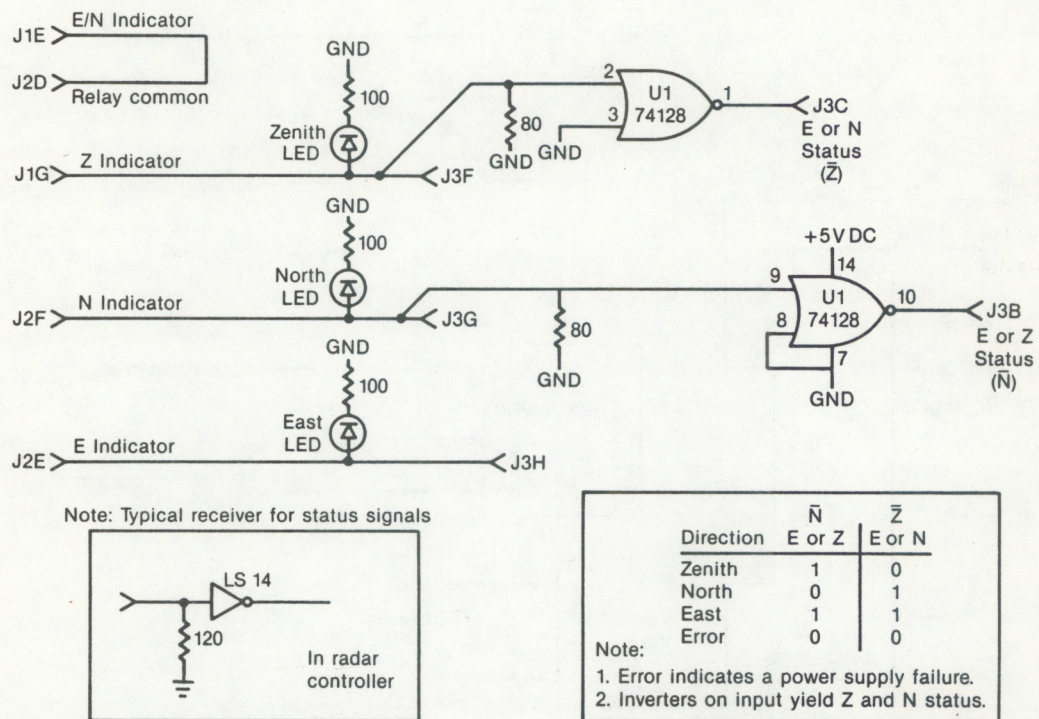 J1E
E/N Indicator
J2D
Relay common
GND
100
Zenith
LED
J1G
Z Indicator
J3F
2
3
GND
80
GND
U1
74128
1
J3C
E or N
Status
(Z̄)
GND
100
North
LED
J2F
N Indicator
J3G
80
GND
9
8
+5V DC
14
U1
74128
10
7
GND
J3B
E or Z
Status
(N̄)
GND
100
East
LED
J2E
E Indicator
J3H
Note: Typical receiver for status signals
LS 14
120
In radar
controller
N̄ Z̄
Direction E or Z E or N
Zenith 1 0
North 0 1
East 1 1
Error 0 0
Note:
1. Error indicates a power supply failure.
2. Inverters on input yield Z and N status.